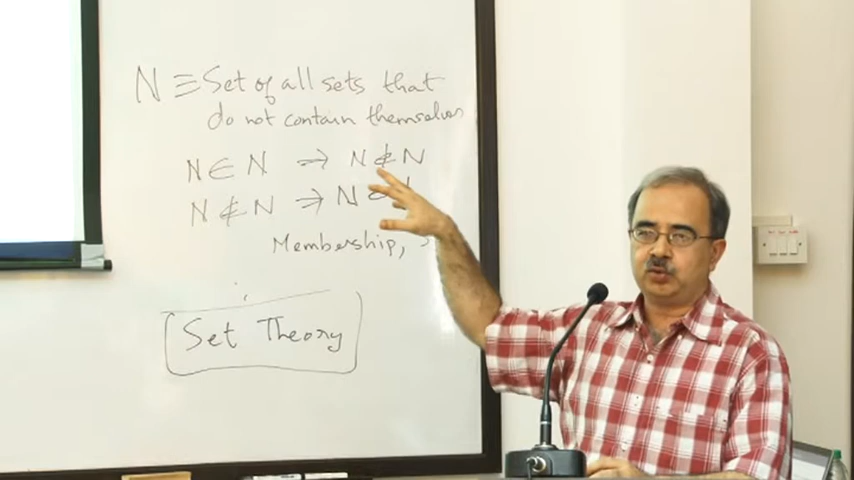 N ≡ Set of all sets that
do not contain themselves
N ∈ N ⇒ N ∉ N
N ∉ N ⇒ N
Membership,
Set Theory